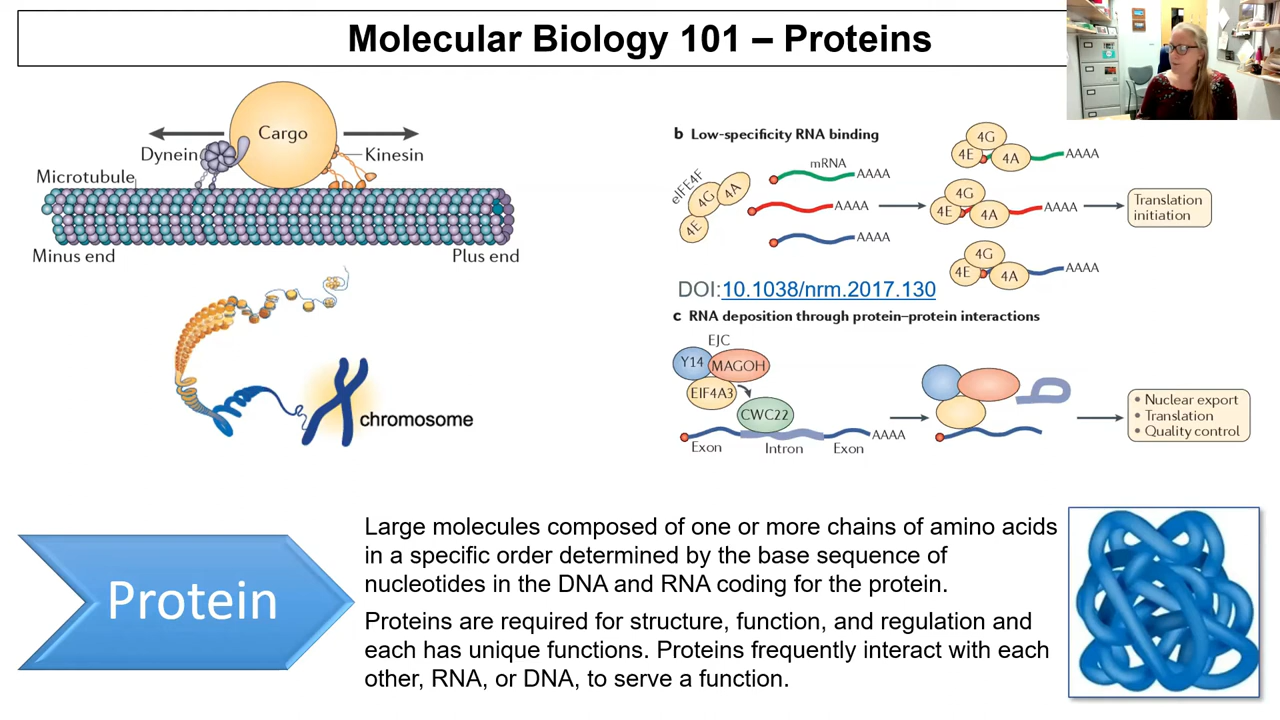 Molecular Biology 101 – Proteins
Cargo
Dynein
Kinesin
Microtubule
Minus end
Plus end
chromosome
b Low-specificity RNA binding
eIFE4F
4E
4G
4A
mRNA
AAAA
AAAA
AAAA
4G
4E
4A
AAAA
4G
4E
4A
AAAA
4G
4E
4A
AAAA
Translation
initiation
DOI:10.1038/nrm.2017.130
c RNA deposition through protein–protein interactions
EJC
Y14
MAGOH
EIF4A3
CWC22
AAAA
Exon
Intron
Exon
• Nuclear export
• Translation
• Quality control
Protein
Large molecules composed of one or more chains of amino acids
in a specific order determined by the base sequence of
nucleotides in the DNA and RNA coding for the protein.
Proteins are required for structure, function, and regulation and
each has unique functions. Proteins frequently interact with each
other, RNA, or DNA, to serve a function.